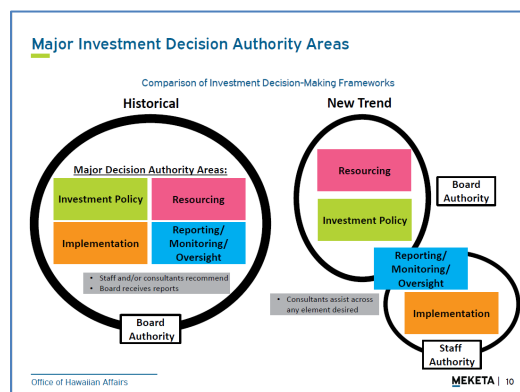 Major Investment Decision Authority Areas
Comparison of Investment Decision-Making Frameworks
Historical
Major Decision Authority Areas:
Investment Policy
Resourcing
Implementation
Reporting/
Monitoring/
Oversight
• Staff and/or consultants recommend
• Board receives reports
Board
Authority
New Trend
Resourcing
Investment Policy
Board
Authority
Reporting/
Monitoring/
Oversight
• Consultants assist across
any element desired
Implementation
Staff
Authority
Office of Hawaiian Affairs
MEKETA | 10